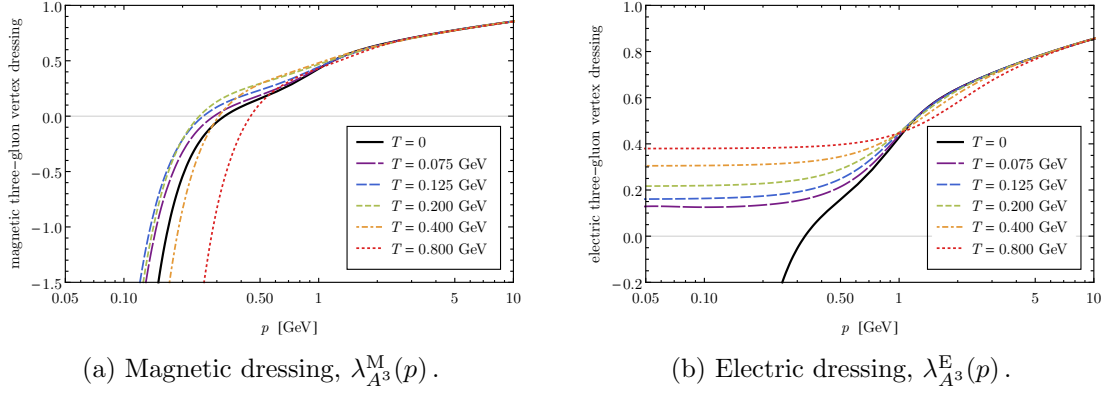 magnetic three-gluon vertex dressing
1.0
0.5
0.0
−0.5
−1.0
−1.5
T = 0
T = 0.075 GeV
T = 0.125 GeV
T = 0.200 GeV
T = 0.400 GeV
T = 0.800 GeV
0.05 0.10 0.50 1 5 10
p [GeV]
(a) Magnetic dressing, λ^M_{A^3}(p) .
electric three-gluon vertex dressing
1.0
0.8
0.6
0.4
0.2
0.0
−0.2
T = 0
T = 0.075 GeV
T = 0.125 GeV
T = 0.200 GeV
T = 0.400 GeV
T = 0.800 GeV
0.05 0.10 0.50 1 5 10
p [GeV]
(b) Electric dressing, λ^E_{A^3}(p) .